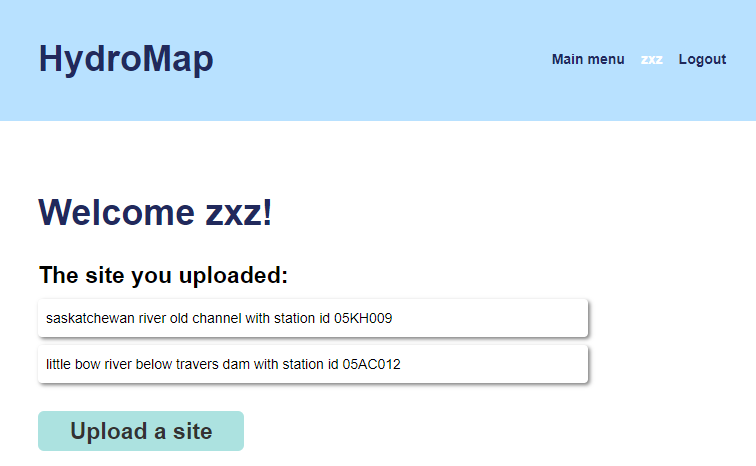 HydroMap
Main menu zxz Logout
Welcome zxz!
The site you uploaded:
saskatchewan river old channel with station id 05KH009
little bow river below travers dam with station id 05AC012
Upload a site